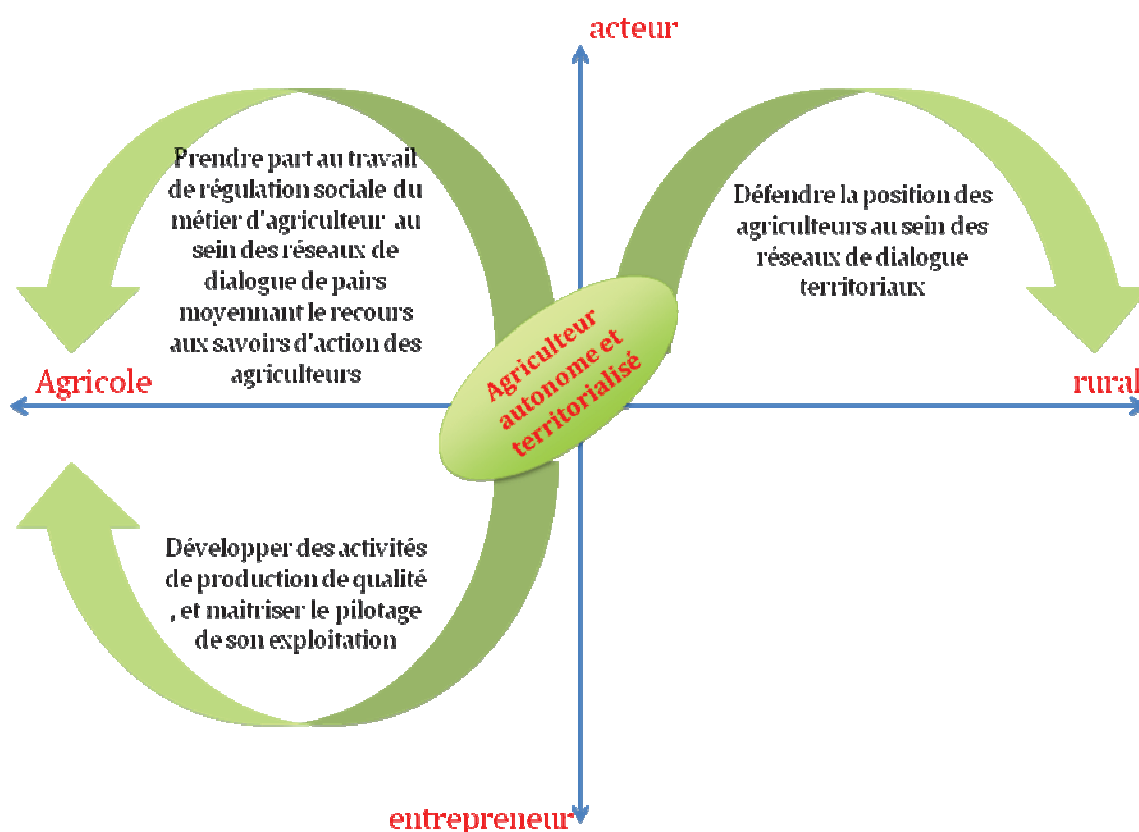 acteur
Prendre part au travail
de régulation sociale du
métier d'agriculteur au
sein des réseaux de
dialogue de pairs
moyennant le recours
aux savoirs d'action des
agriculteurs
Défendre la position des
agriculteurs au sein des
réseaux de dialogue
territoriaux
Agriculteur
autonome et
territorialisé
Agricole
rural
Développer des activités
de production de qualité
, et maitriser le pilotage
de son exploitation
entrepreneur